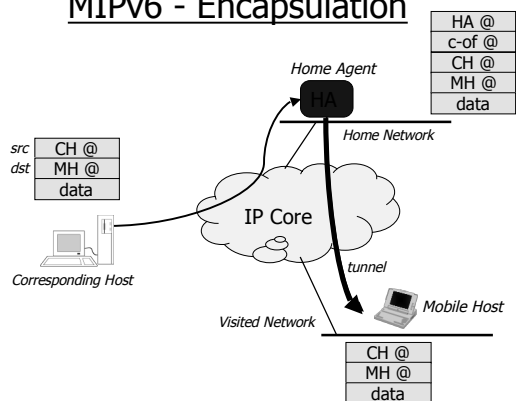 MIPv6 - Encapsulation
HA @
c-of @
CH @
MH @
data
Home Agent
HA
Home Network
src CH @
dst MH @
data
IP Core
Corresponding Host
tunnel
Mobile Host
Visited Network
CH @
MH @
data